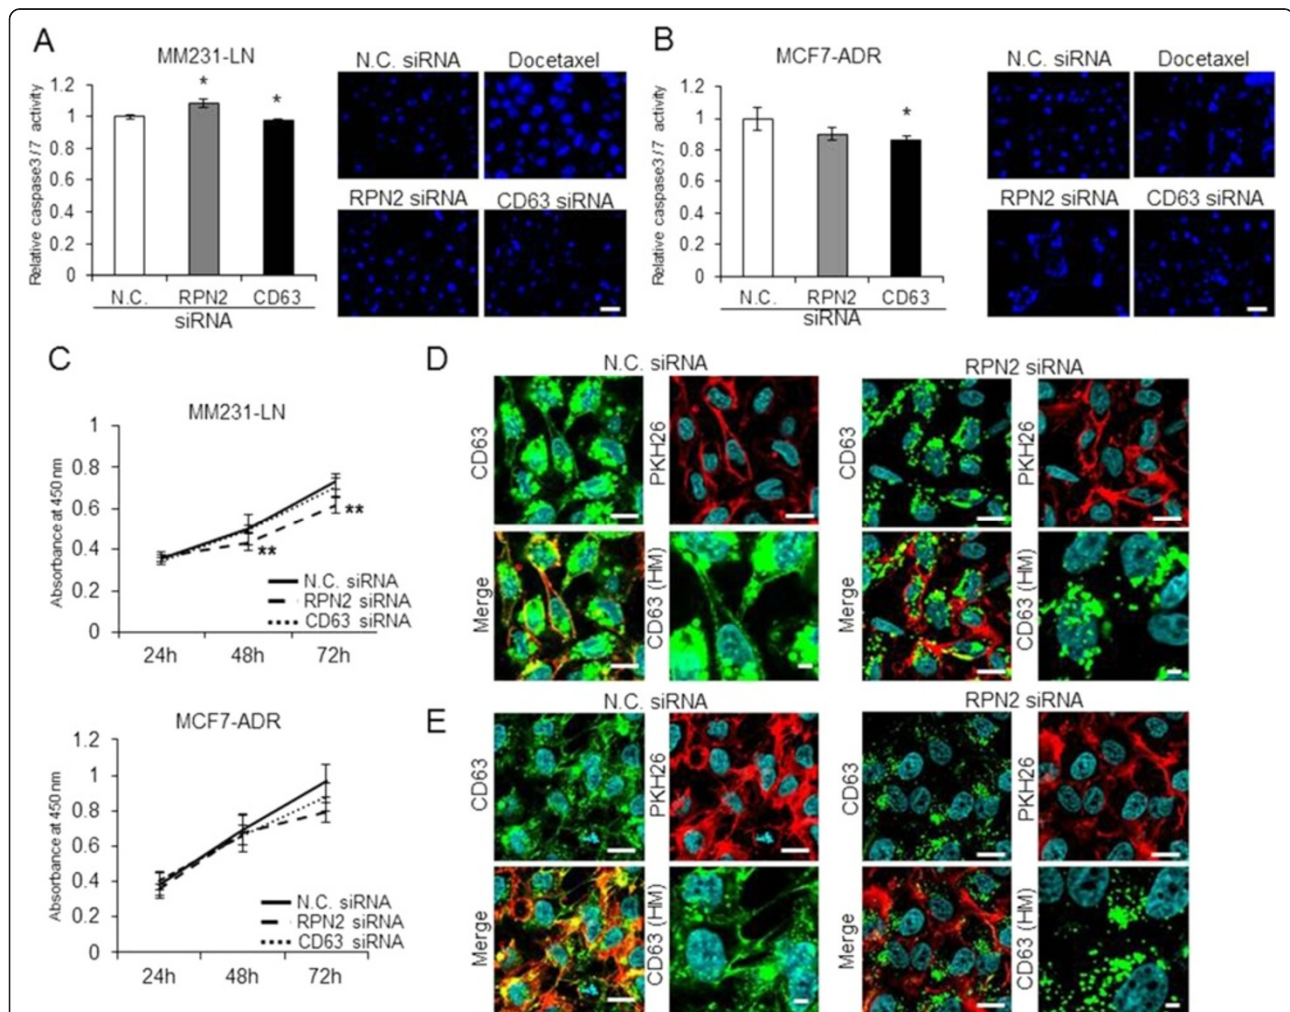 A
MM231-LN
Relative caspase3/7 activity
1.2
1
0.8
0.6
0.4
0.2
0
*
*
N.C. RPN2 CD63
siRNA
N.C. siRNA
Docetaxel
RPN2 siRNA
CD63 siRNA
B
MCF7-ADR
Relative caspase3/7 activity
1.2
1
0.8
0.6
0.4
0.2
0
*
N.C. RPN2 CD63
siRNA
N.C. siRNA
Docetaxel
RPN2 siRNA
CD63 siRNA
C
MM231-LN
Absorbance at 450 nm
1
0.8
0.6
0.4
0.2
0
**
**
N.C. siRNA
RPN2 siRNA
CD63 siRNA
24h 48h 72h
MCF7-ADR
Absorbance at 450 nm
1.2
1
0.8
0.6
0.4
0.2
0
N.C. siRNA
RPN2 siRNA
CD63 siRNA
24h 48h 72h
D
N.C. siRNA
CD63
PKH26
Merge
CD63 (HM)
RPN2 siRNA
CD63
PKH26
Merge
CD63 (HM)
E
N.C. siRNA
CD63
PKH26
Merge
CD63 (HM)
RPN2 siRNA
CD63
PKH26
Merge
CD63 (HM)